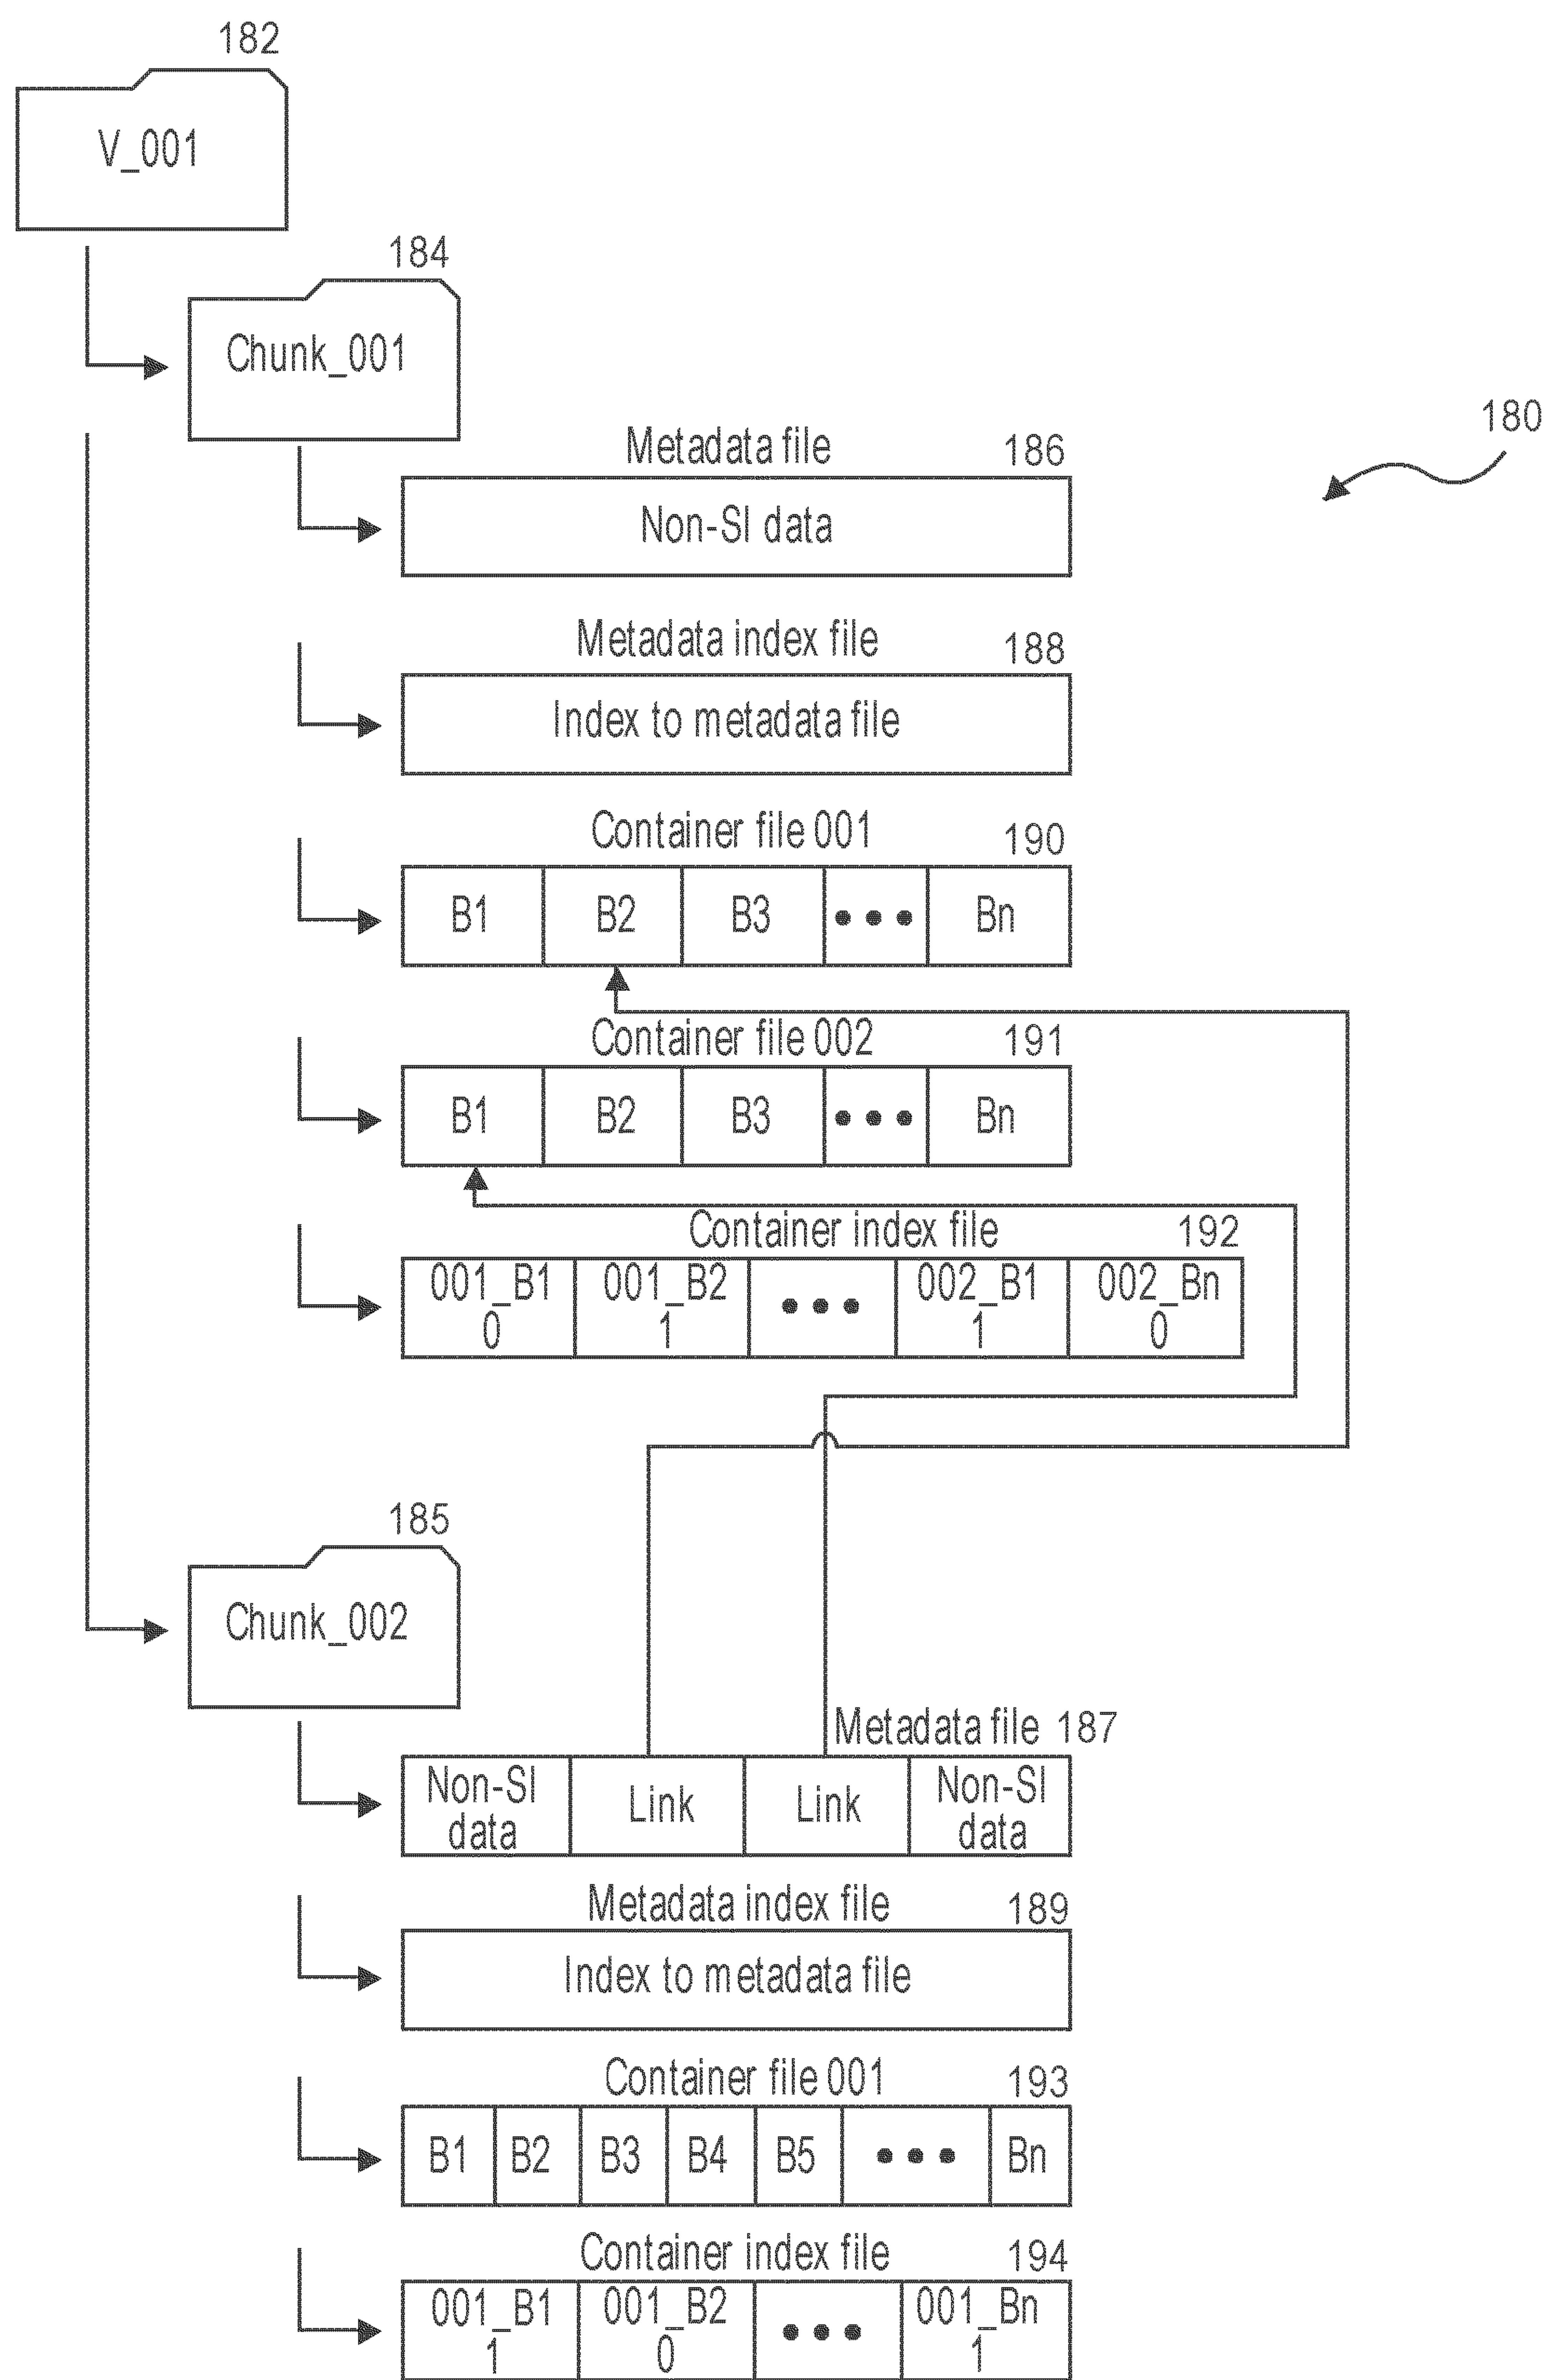 182
V_001
184
Chunk_001
180
Metadata file 186
Non-SI data
Metadata index file 188
Index to metadata file
Container file 001 190
B1 B2 B3 ••• Bn
Container file 002 191
B1 B2 B3 ••• Bn
Container index file 192
001_B1 001_B2 ••• 002_B1 002_Bn
0 1 1 0
185
Chunk_002
Metadata file 187
Non-SI Link Link Non-SI
data data
Metadata index file 189
Index to metadata file
Container file 001 193
B1 B2 B3 B4 B5 ••• Bn
Container index file 194
001_B1 001_B2 ••• 001_Bn
1 0 1